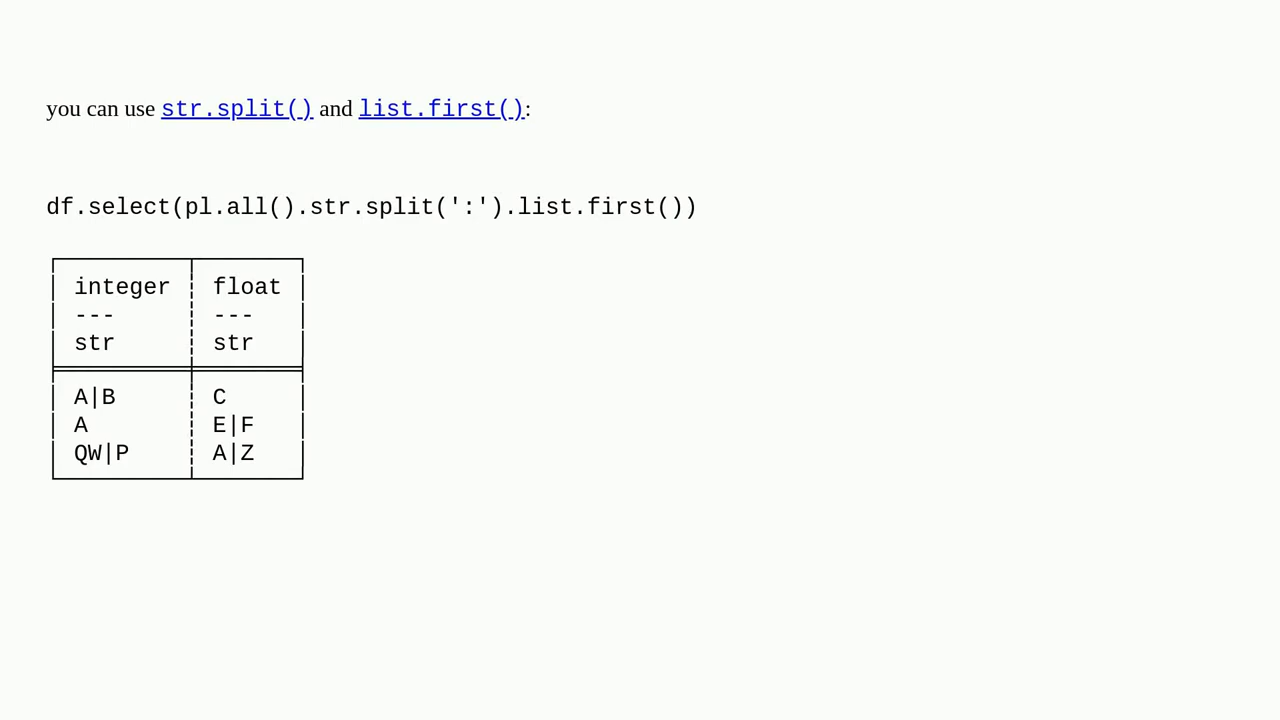 you can use str.split() and list.first():
df.select(pl.all().str.split(':').list.first())
┌─────────┬───────┐
│ integer ┆ float │
│ --- ┆ --- │
│ str ┆ str │
╞═════════╪═══════╡
│ A|B ┆ C │
│ A ┆ E|F │
│ QW|P ┆ A|Z │
└─────────┴───────┘